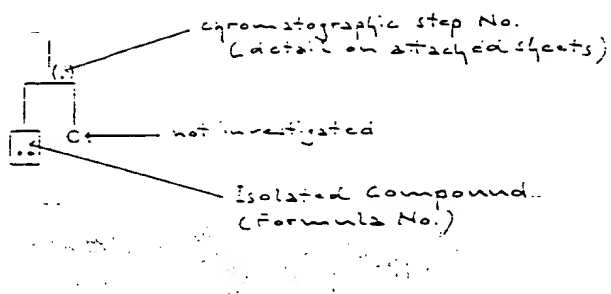 chromatographic step No.
(detail on attached sheets)
(.)
C.
not investigated
..
Isolated Compound..
(Formula No.)